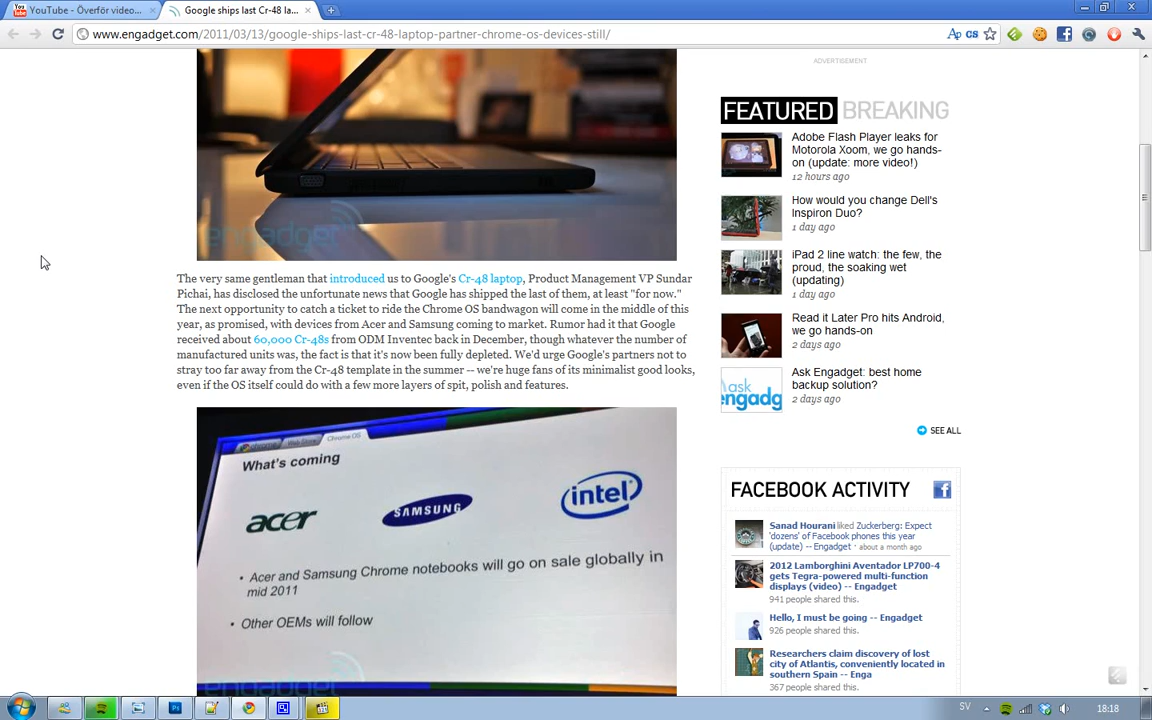 YouTube - Överför video...
Google ships last Cr-48 la...
www.engadget.com/2011/03/13/google-ships-last-cr-48-laptop-partner-chrome-os-devices-still/
engadget
The very same gentleman that introduced us to Google's Cr-48 laptop, Product Management VP Sundar
Pichai, has disclosed the unfortunate news that Google has shipped the last of them, at least "for now."
The next opportunity to catch a ticket to ride the Chrome OS bandwagon will come in the middle of this
year, as promised, with devices from Acer and Samsung coming to market. Rumor had it that Google
received about 60,000 Cr-48s from ODM Inventec back in December, though whatever the number of
manufactured units was, the fact is that it's now been fully depleted. We'd urge Google's partners not to
stray too far away from the Cr-48 template in the summer -- we're huge fans of its minimalist good looks,
even if the OS itself could do with a few more layers of spit, polish and features.
Chrome OS
What's coming
acer
SAMSUNG
intel
• Acer and Samsung Chrome notebooks will go on sale globally in
mid 2011
• Other OEMs will follow
engadget
ADVERTISEMENT
FEATURED BREAKING
Adobe Flash Player leaks for
Motorola Xoom, we go hands-
on (update: more video!)
12 hours ago
How would you change Dell's
Inspiron Duo?
1 day ago
iPad 2 line watch: the few, the
proud, the soaking wet
(updating)
1 day ago
Read it Later Pro hits Android,
we go hands-on
2 days ago
ask
engadg
Ask Engadget: best home
backup solution?
2 days ago
SEE ALL
FACEBOOK ACTIVITY
Sanad Hourani liked Zuckerberg: Expect
'dozens' of Facebook phones this year
(update) -- Engadget · about a month ago
2012 Lamborghini Aventador LP700-4
gets Tegra-powered multi-function
displays (video) -- Engadget
941 people shared this.
Hello, I must be going -- Engadget
926 people shared this.
Researchers claim discovery of lost
city of Atlantis, conveniently located in
southern Spain -- Enga
367 people shared this.
SV
18:18